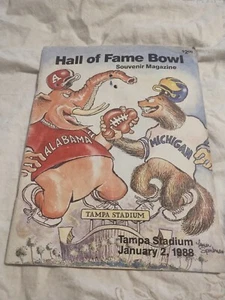 Hall of Fame Bowl
Souvenir Magazine
A
ALABAMA
MICHIGAN
TAMPA STADIUM
Tampa Stadium
January 2, 1988